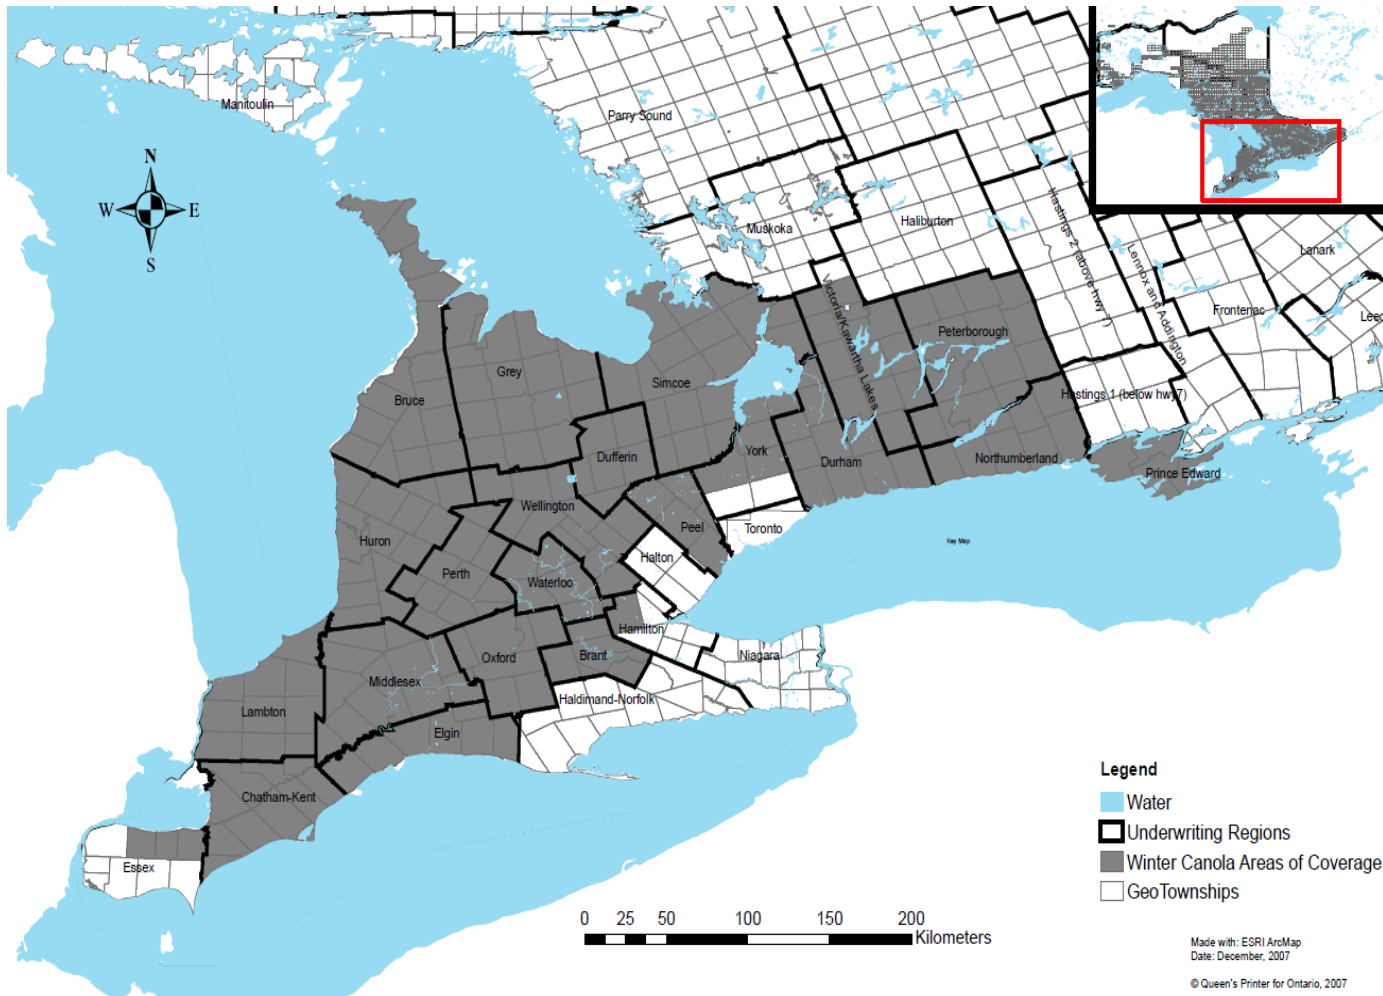 Manitoulin
Parry Sound
N
W
E
S
Muskoka
Haliburton
Hastings 2 (above hwy 7)
Lennox and Addington
Lanark
Frontenac
Leed
Victoria/Kawartha Lakes
Peterborough
Grey
Simcoe
Bruce
Hastings 1 (below hwy7)
Dufferin
York
Durham
Northumberland
Prince Edward
Wellington
Peel
Toronto
Key Map
Huron
Halton
Perth
Waterloo
Hamilton
Oxford
Brant
Niagara
Middlesex
Haldimand-Norfolk
Lambton
Elgin
Chatham-Kent
Essex
Legend
Water
Underwriting Regions
Winter Canola Areas of Coverage
GeoTownships
0 25 50 100 150 200
Kilometers
Made with: ESRI ArcMap
Date: December, 2007
© Queen's Printer for Ontario, 2007